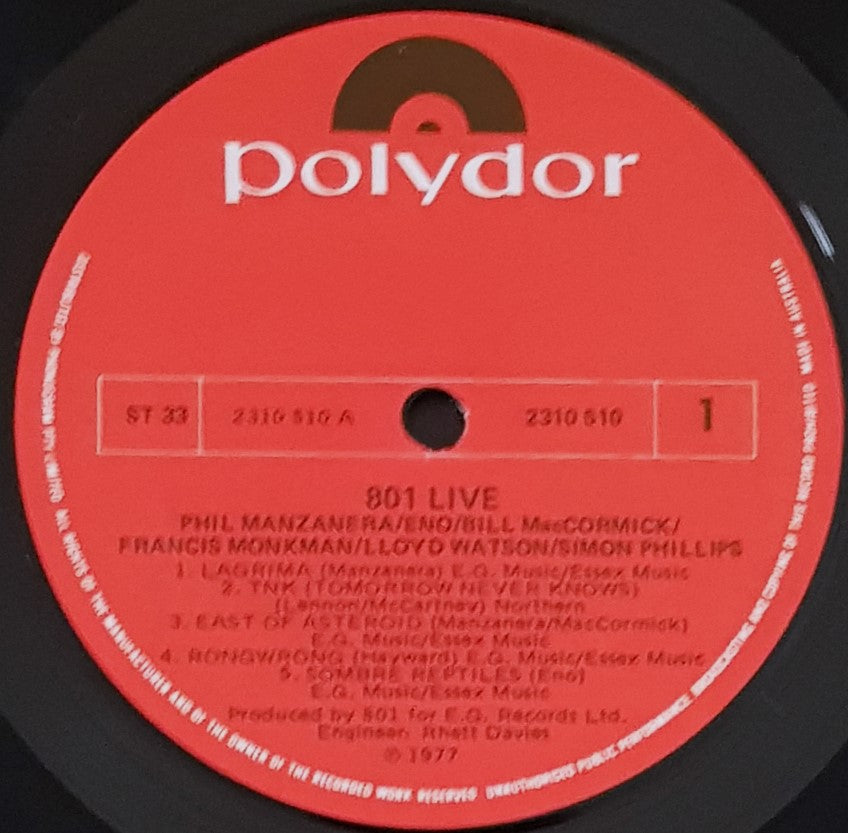 polydor
ST 33 2310 510 A 2310 510 1
801 LIVE
PHIL MANZANERA/ENO/BILL MacCORMICK/
FRANCIS MONKMAN/LLOYD WATSON/SIMON PHILLIPS
1. LAGRIMA (Manzanera) E.G. Music/Essex Music
2. TNK (TOMORROW NEVER KNOWS)
(Lennon/McCartney) Northern
3. EAST OF ASTEROID (Manzanera/MacCormick)
E.G. Music/Essex Music
4. RONGWRONG (Hayward) E.G. Music/Essex Music
5. SOMBRE REPTILES (Eno)
E.G. Music/Essex Music
Produced by 801 for E.G. Records Ltd.
Engineer: Rhett Davies
© 1977
ALL RIGHTS OF THE MANUFACTURER AND OF THE OWNER OF THE RECORDED WORK RESERVED UNAUTHORISED PUBLIC PERFORMANCE, BROADCASTING AND COPYING OF THIS RECORD PROHIBITED MADE IN AUSTRALIA